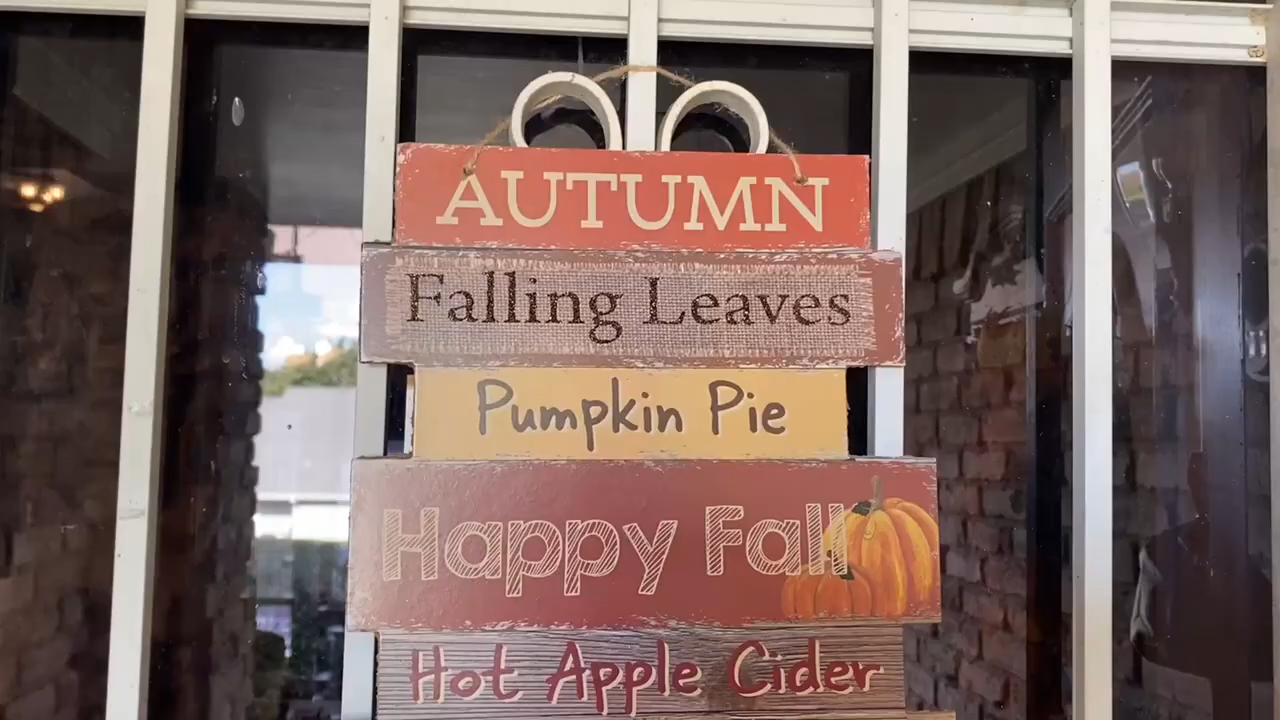 AUTUMN
Falling Leaves
Pumpkin Pie
Happy Fall
Hot Apple Cider